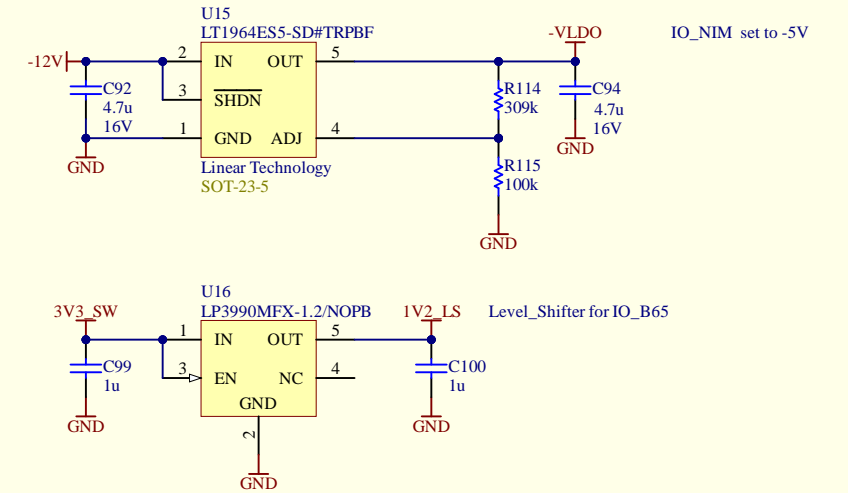 U15
LT1964ES5-SD#TRPBF
-VLDO
IO_NIM set to -5V
-12V
2
IN
OUT
5
C92
4.7u
16V
3
SHDN
R114
309k
C94
4.7u
16V
1
GND
ADJ
4
GND
GND
Linear Technology
SOT-23-5
R115
100k
GND
U16
LP3990MFX-1.2/NOPB
3V3_SW
1V2_LS
Level_Shifter for IO_B65
1
IN
OUT
5
C99
1u
3
EN
NC
4
C100
1u
GND
GND
GND
2
GND